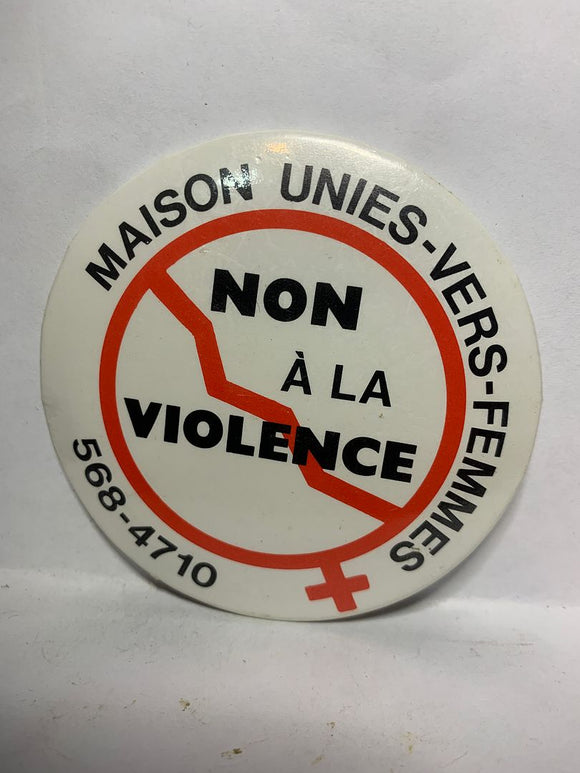 MAISON UNIES-VERS-FEMMES
NON
À LA
VIOLENCE
568-4710